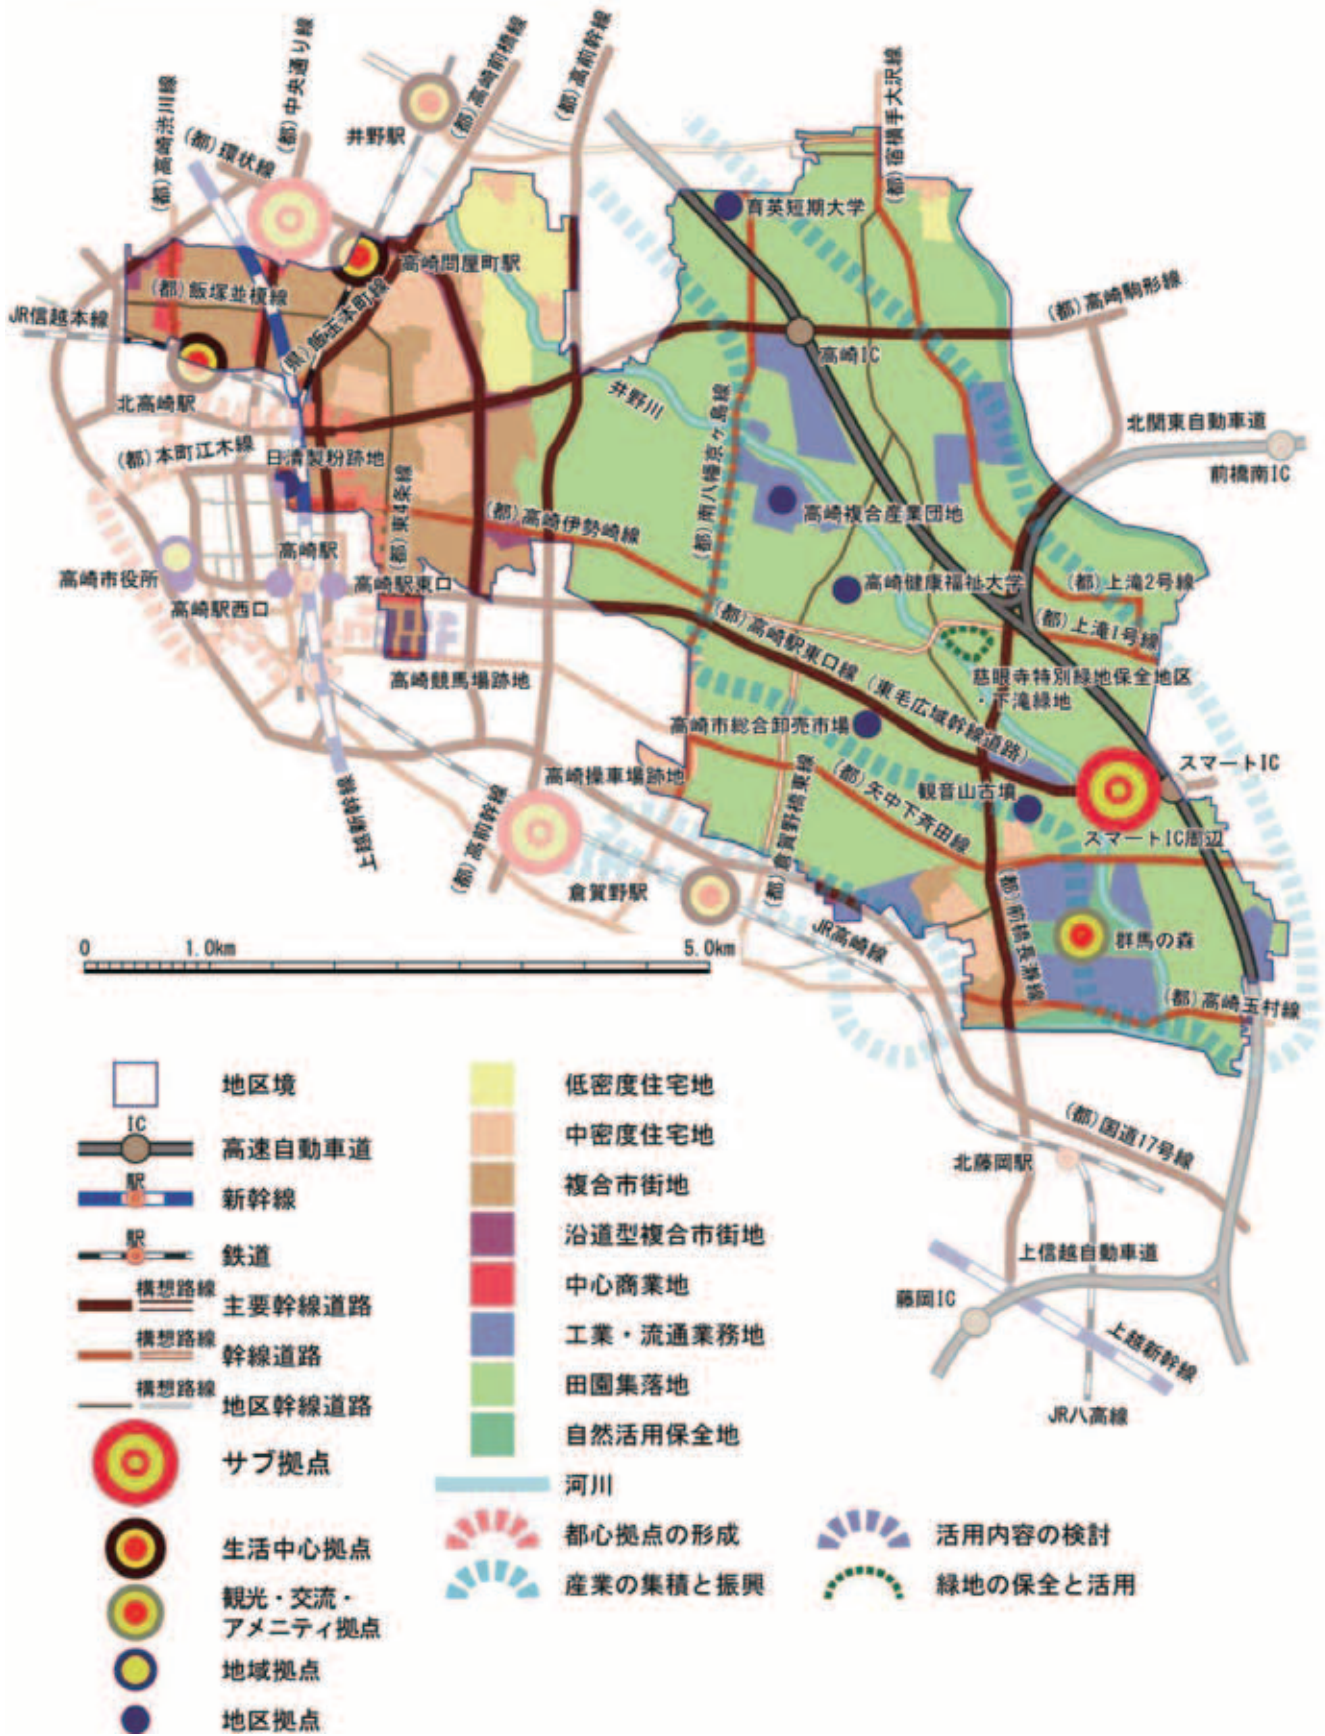 (都)中央通り線
(都)高崎前橋線
(都)高前幹線
(都)高崎渋川線
(都)環状線
井野駅
(都)宿横手大沢線
育英短期大学
高崎問屋町駅
(都)飯塚並榎線
JR信越本線
(県)飯玉本町線
(都)高崎駒形線
高崎IC
北高崎駅
井野川
(都)南八幡京ヶ島線
北関東自動車道
(都)本町江木線
日清製粉跡地
前橋南IC
(都)東4条線
(都)高崎伊勢崎線
高崎複合産業団地
高崎駅
高崎市役所
高崎駅東口
高崎駅西口
高崎健康福祉大学
(都)上滝2号線
(都)上滝1号線
(都)高崎駅東口線(東毛広域幹線道路)
高崎競馬場跡地
慈眼寺特別緑地保全地区
・下滝緑地
高崎市総合卸売市場
スマートIC
高崎操車場跡地
観音山古墳
(都)倉賀野橋東線
(都)矢中下斉田線
スマートIC周辺
上越新幹線
(都)高前幹線
倉賀野駅
(都)前橋長瀞線
JR高崎線
群馬の森
(都)高崎玉村線
0 1.0km 5.0km
(都)国道17号線
北藤岡駅
上信越自動車道
藤岡IC
上越新幹線
JR八高線
地区境
IC
高速自動車道
駅
新幹線
駅
鉄道
構想路線
主要幹線道路
構想路線
幹線道路
構想路線
地区幹線道路
サブ拠点
生活中心拠点
観光・交流・
アメニティ拠点
地域拠点
地区拠点
低密度住宅地
中密度住宅地
複合市街地
沿道型複合市街地
中心商業地
工業・流通業務地
田園集落地
自然活用保全地
河川
都心拠点の形成
産業の集積と振興
活用内容の検討
緑地の保全と活用